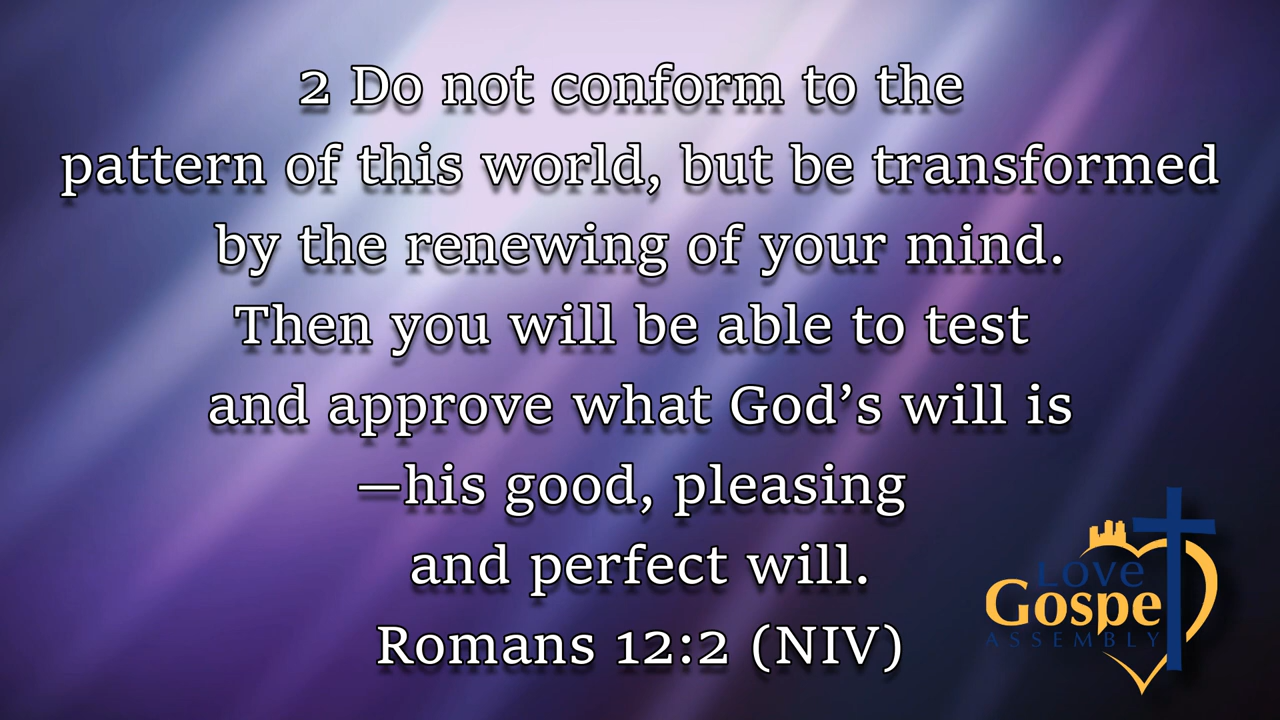 2 Do not conform to the
pattern of this world, but be transformed
by the renewing of your mind.
Then you will be able to test
and approve what God’s will is
—his good, pleasing
and perfect will.
Romans 12:2 (NIV)
LOVE
Gospel
ASSEMBLY